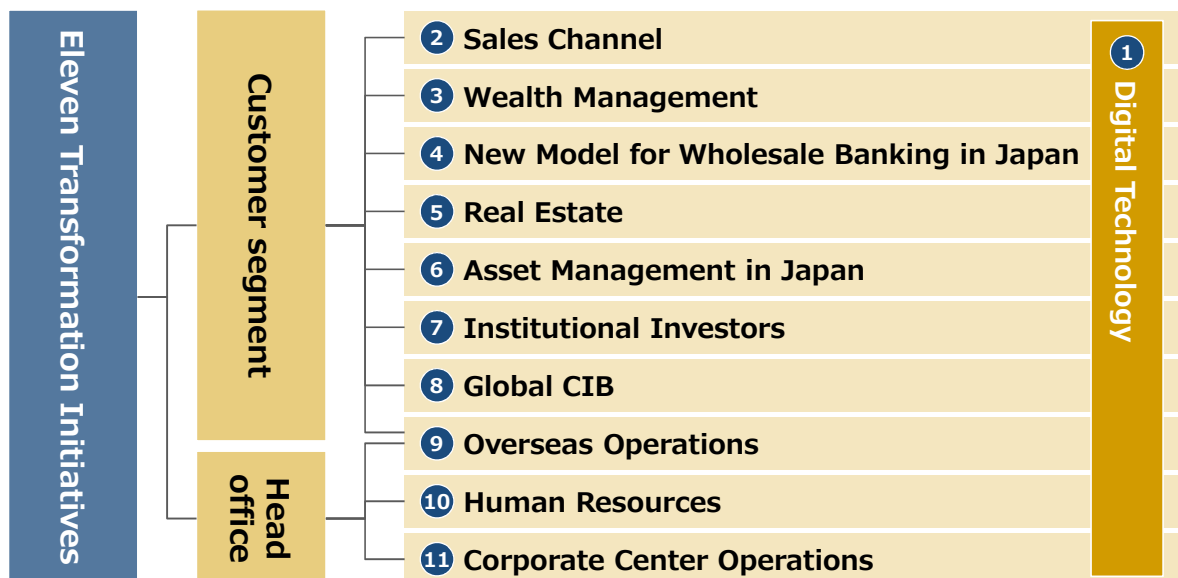 Eleven Transformation Initiatives
Customer segment
Head
office
2 Sales Channel
3 Wealth Management
4 New Model for Wholesale Banking in Japan
5 Real Estate
6 Asset Management in Japan
7 Institutional Investors
8 Global CIB
9 Overseas Operations
10 Human Resources
11 Corporate Center Operations
1 Digital Technology